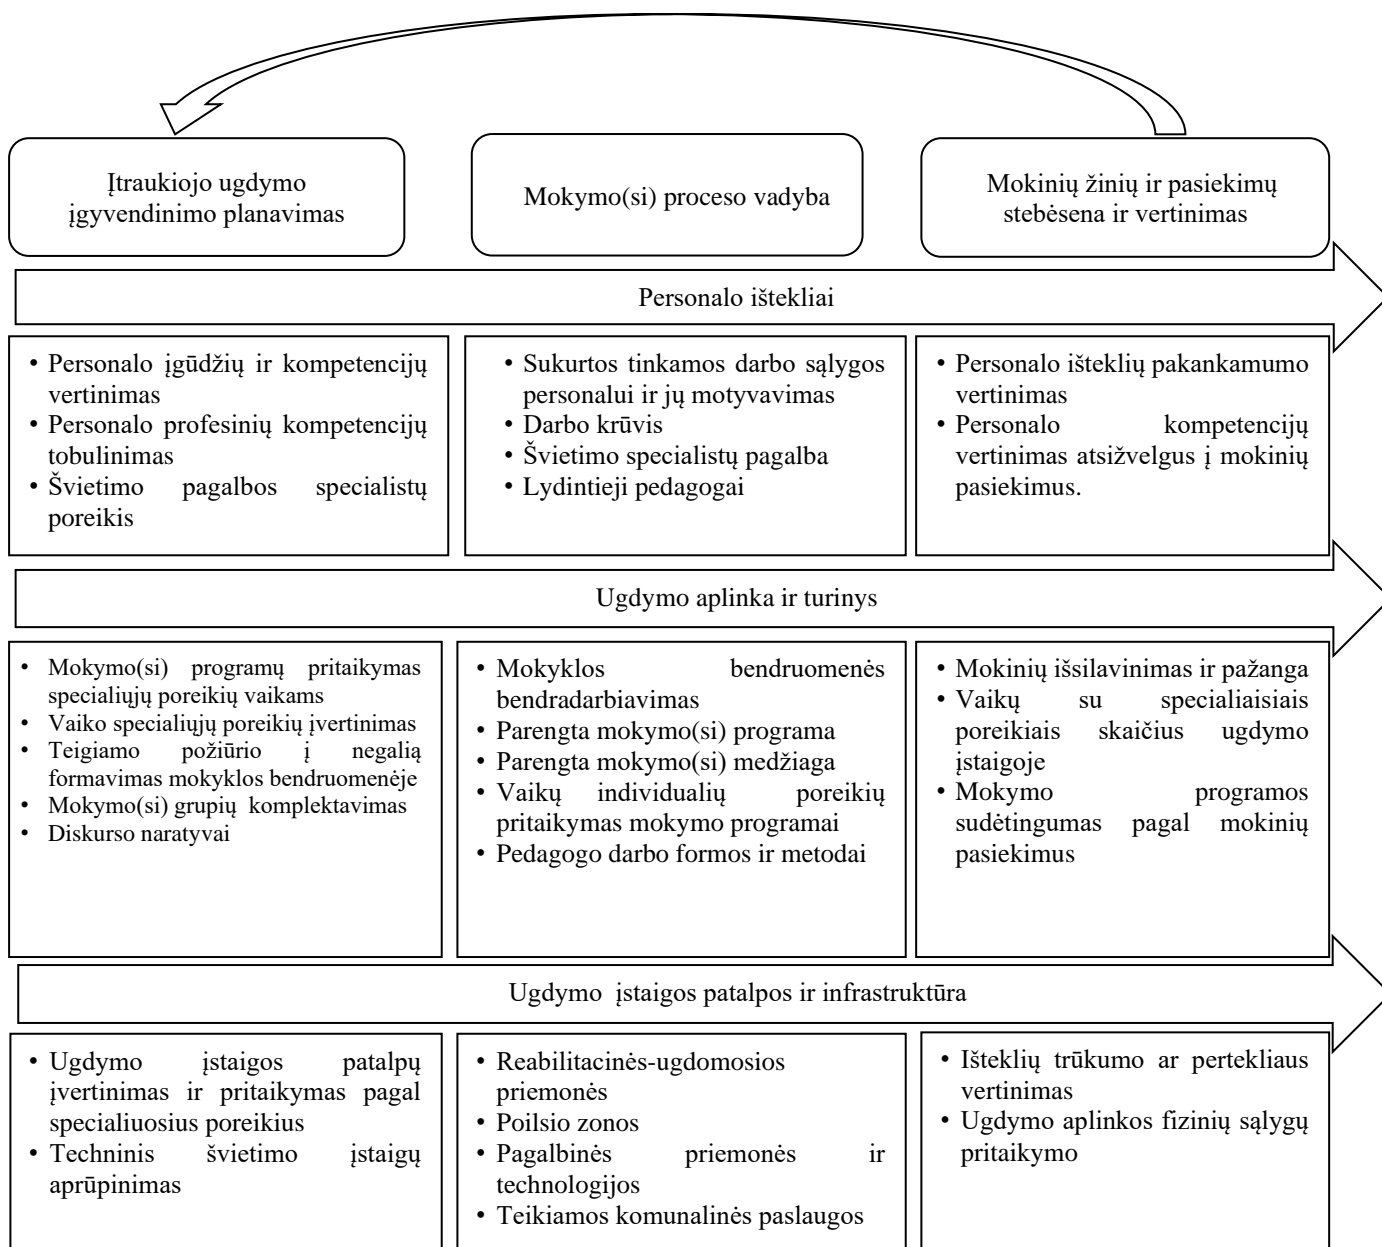 Įtraukiojo ugdymo
įgyvendinimo planavimas
Mokymo(si) proceso vadyba
Mokinių žinių ir pasiekimų
stebėsena ir vertinimas
Personalo ištekliai
• Personalo įgūdžių ir kompetencijų
vertinimas
• Personalo profesinių kompetencijų
tobulinimas
• Švietimo pagalbos specialistų
poreikis
• Sukurtos tinkamos darbo sąlygos
personalui ir jų motyvavimas
• Darbo krūvis
• Švietimo specialistų pagalba
• Lydintieji pedagogai
• Personalo išteklių pakankamumo
vertinimas
• Personalo kompetencijų
vertinimas atsižvelgus į mokinių
pasiekimus.
Ugdymo aplinka ir turinys
• Mokymo(si) programų pritaikymas
specialiųjų poreikių vaikams
• Vaiko specialiųjų poreikių įvertinimas
• Teigiamo požiūrio į negalią
formavimas mokyklos bendruomenėje
• Mokymo(si) grupių komplektavimas
• Diskurso naratyvai
• Mokyklos bendruomenės
bendradarbiavimas
• Parengta mokymo(si) programa
• Parengta mokymo(si) medžiaga
• Vaikų individualių poreikių
pritaikymas mokymo programai
• Pedagogo darbo formos ir metodai
• Mokinių išsilavinimas ir pažanga
• Vaikų su specialiaisiais
poreikiais skaičius ugdymo
įstaigoje
• Mokymo programos
sudėtingumas pagal mokinių
pasiekimus
Ugdymo įstaigos patalpos ir infrastruktūra
• Ugdymo įstaigos patalpų
įvertinimas ir pritaikymas pagal
specialiuosius poreikius
• Techninis švietimo įstaigų
aprūpinimas
• Reabilitacinės-ugdomosios
priemonės
• Poilsio zonos
• Pagalbinės priemonės ir
technologijos
• Teikiamos komunalinės paslaugos
• Išteklių trūkumo ar pertekliaus
vertinimas
• Ugdymo aplinkos fizinių sąlygų
pritaikymo